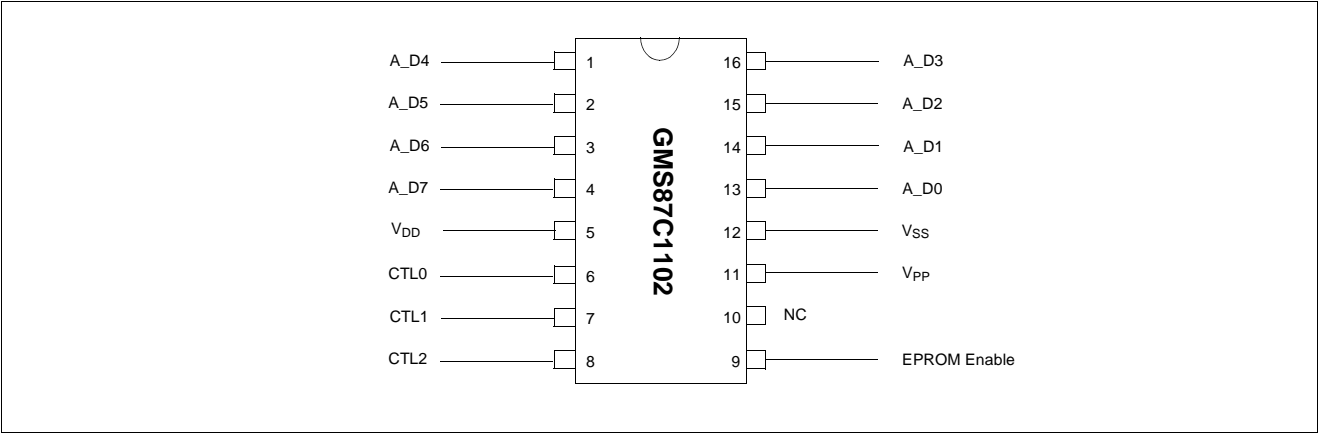 A_D4 1 16 A_D3
A_D5 2 15 A_D2
A_D6 3 14 A_D1
A_D7 4 13 A_D0
VDD 5 12 VSS
CTL0 6 11 VPP
CTL1 7 10 NC
CTL2 8 9 EPROM Enable
GMS87C1102